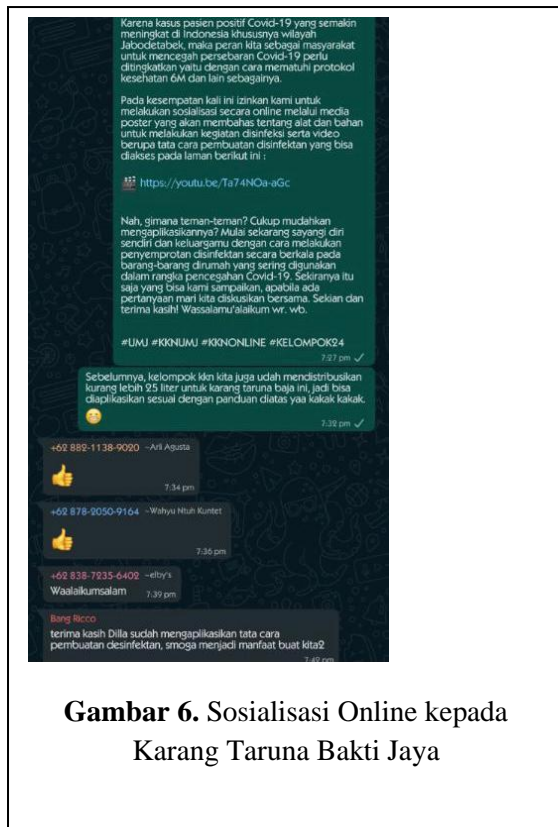 Karena kasus pasien positif Covid-19 yang semakin
meningkat di Indonesia khususnya wilayah
Jabodetabek, maka peran kita sebagai masyarakat
untuk mencegah persebaran Covid-19 perlu
ditingkatkan yaitu dengan cara mematuhi protokol
kesehatan 6M dan lain sebagainya.
Pada kesempatan kali ini izinkan kami untuk
melakukan sosialisasi secara online melalui media
poster yang akan membahas tentang alat dan bahan
untuk melakukan kegiatan disinfeksi serta video
berupa tata cara pembuatan disinfektan yang bisa
diakses pada laman berikut ini :
https://youtu.be/Ta74NOa-aGc
Nah, gimana teman-teman? Cukup mudahkan
mengaplikasikannya? Mulai sekarang sayangi diri
sendiri dan keluargamu dengan cara melakukan
penyemprotan disinfektan secara berkala pada
barang-barang dirumah yang sering digunakan
dalam rangka pencegahan Covid-19. Sekiranya itu
saja yang bisa kami sampaikan, apabila ada
pertanyaan mari kita diskusikan bersama. Sekian dan
terima kasih! Wassalamu'alaikum wr. wb.
#UMJ #KKNUMJ #KKNONLINE #KELOMPOK24
7:27 pm
Sebelumnya, kelompok kkn kita juga udah mendistribusikan
kurang lebih 25 liter untuk karang taruna baja ini, jadi bisa
diaplikasikan sesuai dengan panduan diatas yaa kakak kakak.
7:32 pm
+62 882-1138-9020 ~Arli Agusta
7:34 pm
+62 878-2050-9164 ~Wahyu Ntuh Kuntet
7:36 pm
+62 838-7235-6402 ~elby's
Waalaikumsalam 7:39 pm
Bang Ricco
terima kasih Dilla sudah mengaplikasikan tata cara
pembuatan desinfektan, smoga menjadi manfaat buat kita2
7:42 pm
Gambar 6. Sosialisasi Online kepada
Karang Taruna Bakti Jaya